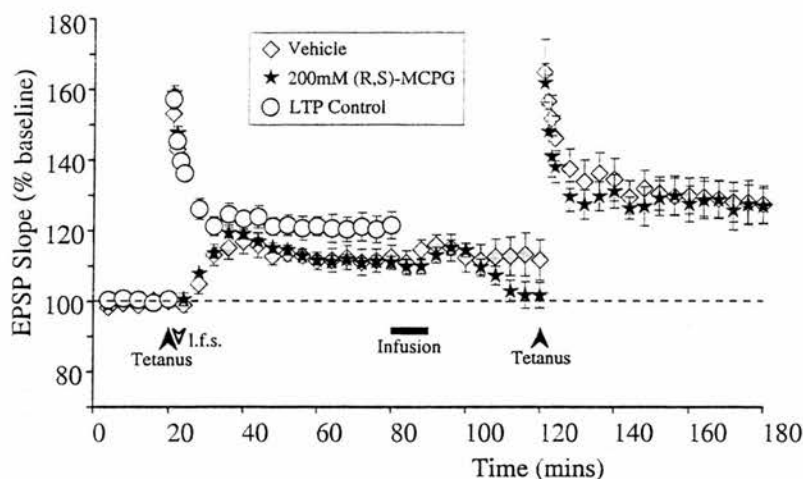 180
160
140
120
100
80
EPSP Slope (% baseline)
Vehicle
200mM (R,S)-MCPG
LTP Control
l.f.s.
Tetanus
Infusion
Tetanus
0 20 40 60 80 100 120 140 160 180
Time (mins)